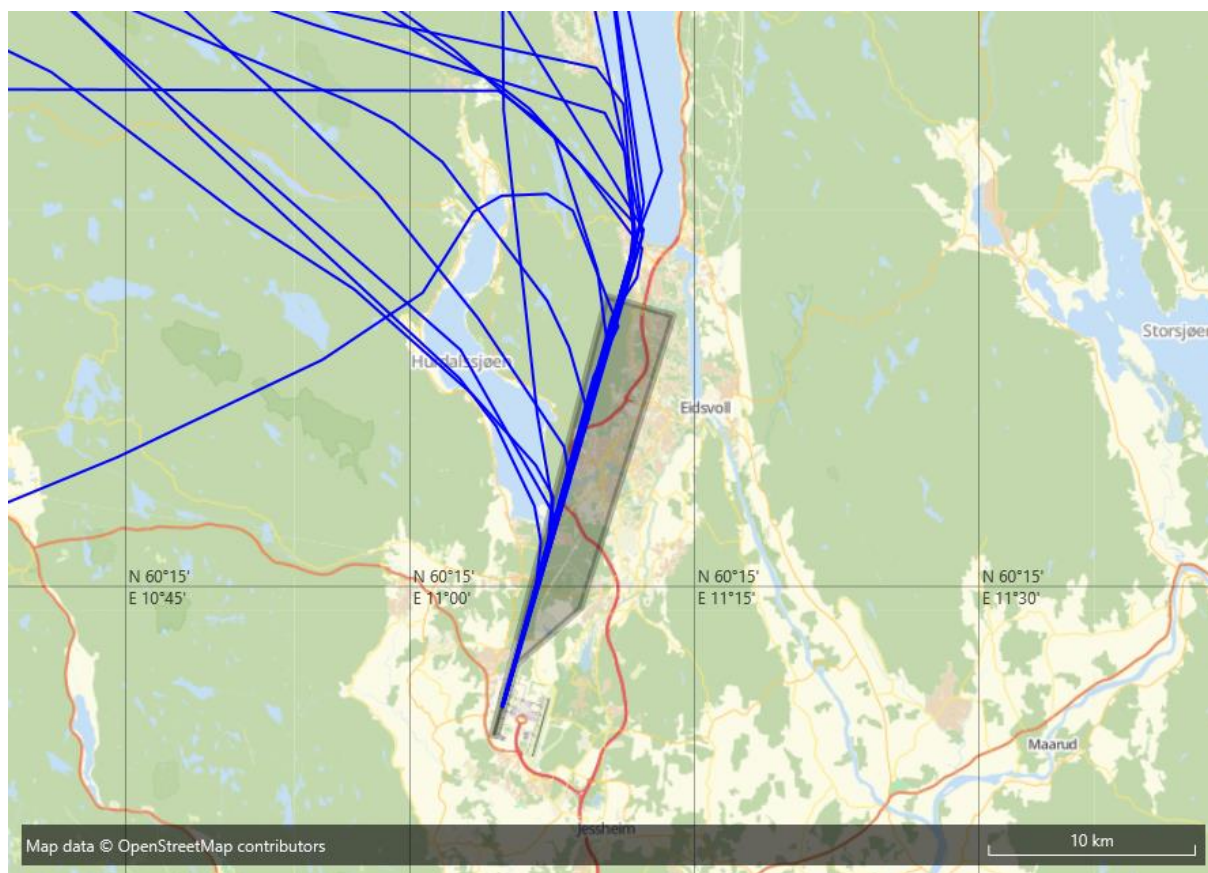 Storsjøen
Hurdalssjøen
Eidsvoll
N 60°15'
E 10°45'
N 60°15'
E 11°00'
N 60°15'
E 11°15'
N 60°15'
E 11°30'
Maarud
Jessheim
Map data © OpenStreetMap contributors
10 km